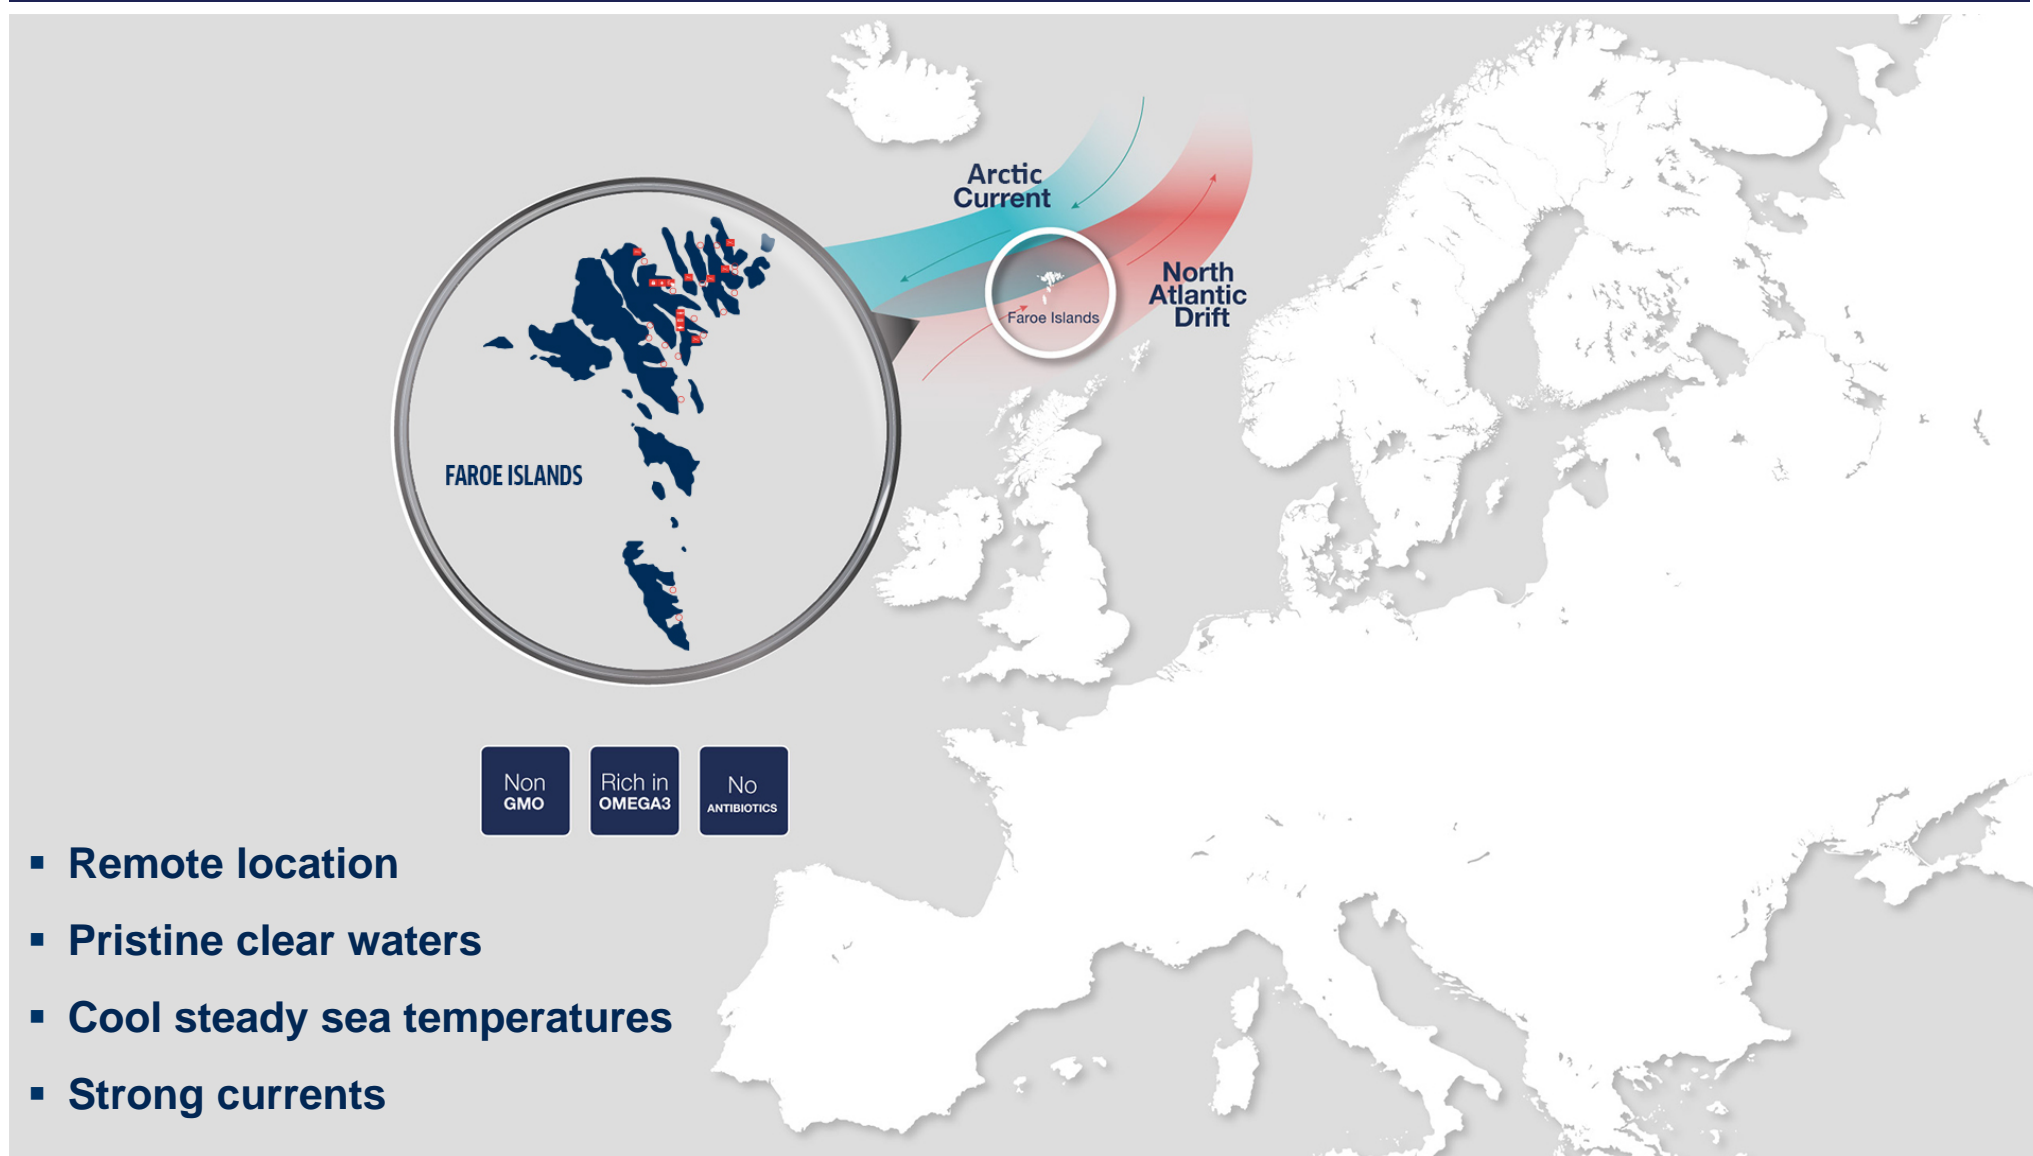 Arctic
Current
North
Atlantic
Drift
Faroe Islands
FAROE ISLANDS
Non
GMO
Rich in
OMEGA3
No
ANTIBIOTICS
▪ Remote location
▪ Pristine clear waters
▪ Cool steady sea temperatures
▪ Strong currents